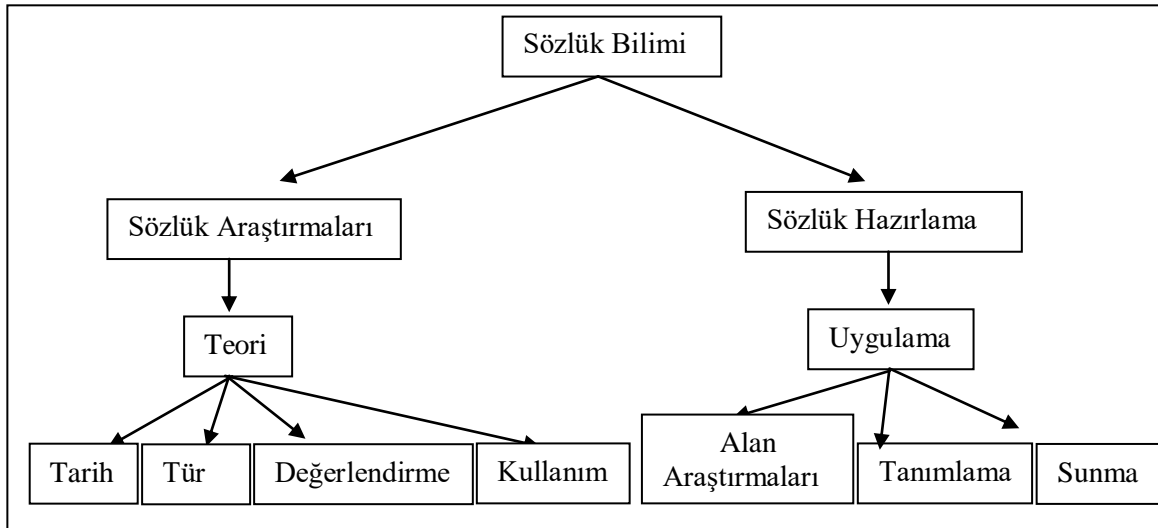 Sözlük Bilimi
Sözlük Araştırmaları
Sözlük Hazırlama
Teori
Uygulama
Tarih
Tür
Değerlendirme
Kullanım
Alan
Araştırmaları
Tanımlama
Sunma